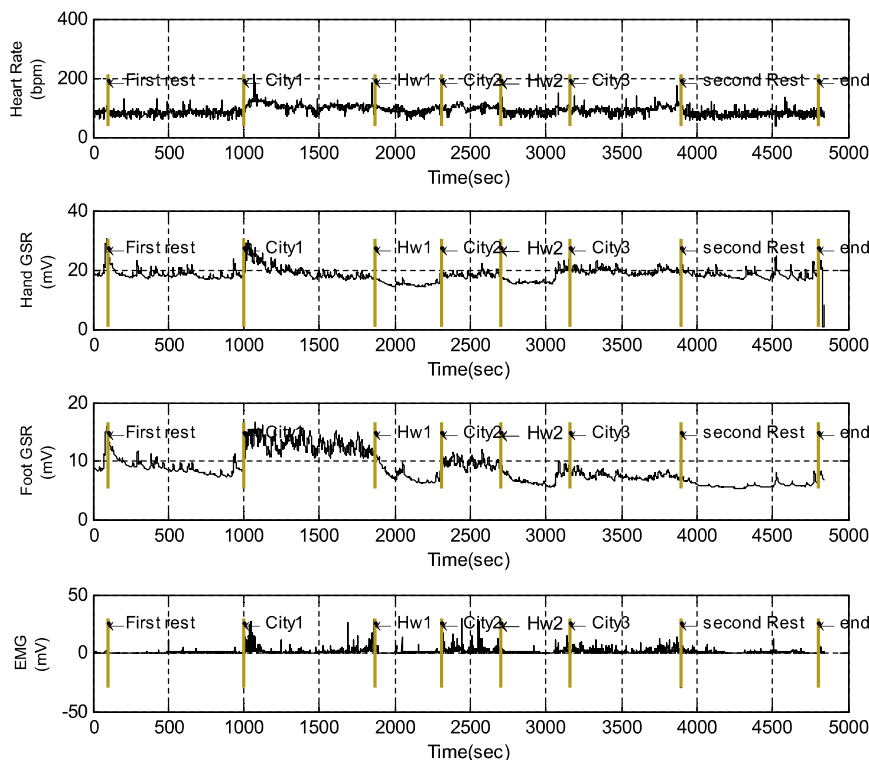 400
200
0
Heart Rate
(bpm)
First rest City1 Hw1 City2 Hw2 City3 second Rest end
0 500 1000 1500 2000 2500 3000 3500 4000 4500 5000
Time(sec)
40
20
0
Hand GSR
(mV)
First rest City1 Hw1 City2 Hw2 City3 second Rest end
0 500 1000 1500 2000 2500 3000 3500 4000 4500 5000
Time(sec)
20
10
0
Foot GSR
(mV)
First rest City1 Hw1 City2 Hw2 City3 second Rest end
0 500 1000 1500 2000 2500 3000 3500 4000 4500 5000
Time(sec)
50
0
-50
EMG
(mV)
First rest City1 Hw1 City2 Hw2 City3 second Rest end
0 500 1000 1500 2000 2500 3000 3500 4000 4500 5000
Time(sec)